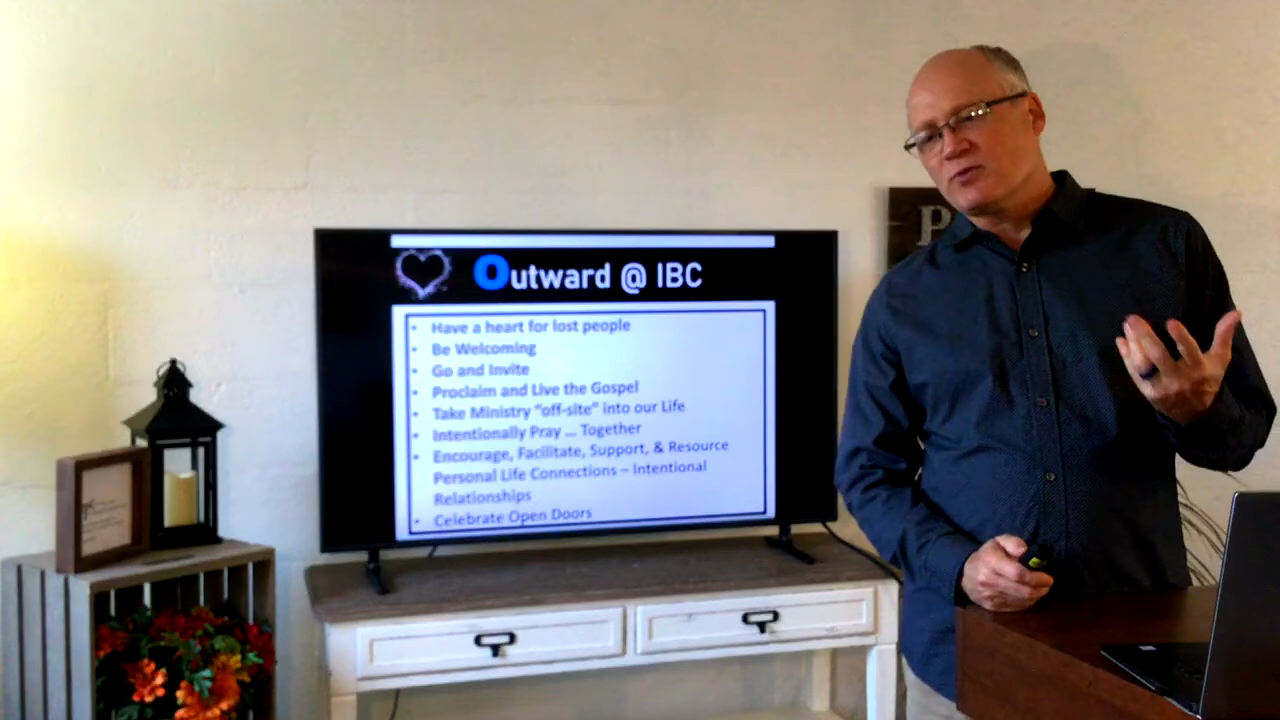 Outward @ IBC
• Have a heart for lost people
• Be Welcoming
• Go and Invite
• Proclaim and Live the Gospel
• Take Ministry "off-site" into our Life
• Intentionally Pray ... Together
• Encourage, Facilitate, Support, & Resource
Personal Life Connections – Intentional
Relationships
• Celebrate Open Doors
P